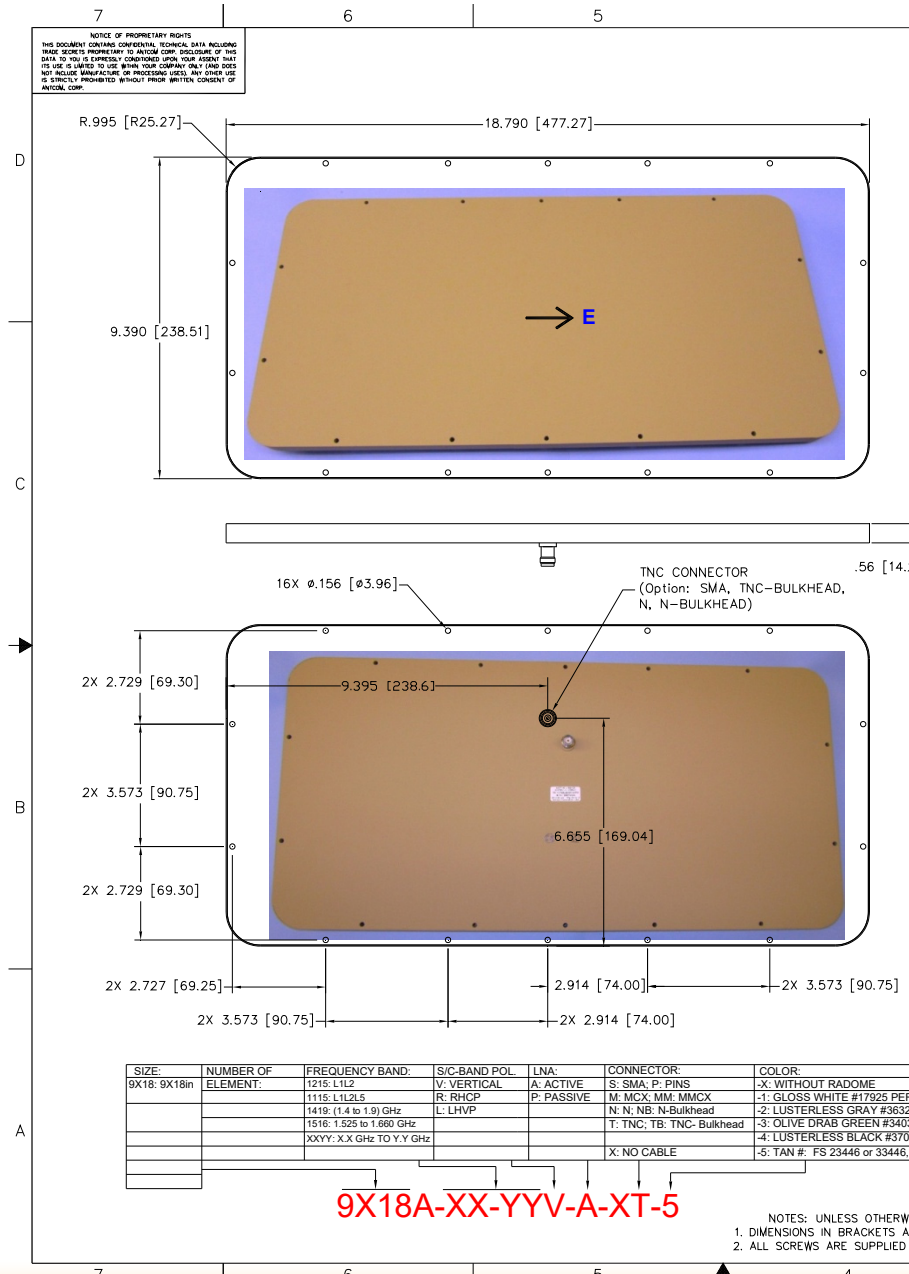 7 6 5
NOTICE OF PROPRIETARY RIGHTS
THIS DOCUMENT CONTAINS CONFIDENTIAL TECHNICAL DATA INCLUDING
TRADE SECRETS PROPRIETARY TO ANTCOM CORP. DISCLOSURE OF THIS
DATA TO YOU IS EXPRESSLY CONDITIONED UPON YOUR ASSENT THAT
ITS USE IS LIMITED TO USE WITHIN YOUR COMPANY ONLY (AND DOES
NOT INCLUDE MANUFACTURE OR PROCESSING USES). ANY OTHER USE
IS STRICTLY PROHIBITED WITHOUT PRIOR WRITTEN CONSENT OF
ANTCOM, CORP.
R.995 [R25.27]
18.790 [477.27]
D
E
9.390 [238.51]
C
.56 [14.
TNC CONNECTOR
(Option: SMA, TNC-BULKHEAD,
N, N-BULKHEAD)
16X ø.156 [ø3.96]
2X 2.729 [69.30]
9.395 [238.6]
2X 3.573 [90.75]
B
6.655 [169.04]
2X 2.729 [69.30]
2X 2.727 [69.25]
2.914 [74.00]
2X 3.573 [90.75]
2X 3.573 [90.75]
2X 2.914 [74.00]
A
SIZE: NUMBER OF FREQUENCY BAND: S/C-BAND POL. LNA: CONNECTOR: COLOR:
9X18: 9X18in ELEMENT: 1215: L1L2 V: VERTICAL A: ACTIVE S: SMA; P: PINS -X: WITHOUT RADOME
1115: L1L2L5 R: RHCP P: PASSIVE M: MCX; MM: MMCX -1: GLOSS WHITE #17925 PER
1419: (1.4 to 1.9) GHz L: LHVP N: N; NB: N-Bulkhead -2: LUSTERLESS GRAY #3632
1516: 1.525 to 1.660 GHz T: TNC; TB: TNC- Bulkhead -3: OLIVE DRAB GREEN #3403
XXYY: X.X GHz TO Y.Y GHz -4: LUSTERLESS BLACK #370
X: NO CABLE -5: TAN #: FS 23446 or 33446,
9X18A-XX-YYV-A-XT-5
NOTES: UNLESS OTHERW
1. DIMENSIONS IN BRACKETS A
2. ALL SCREWS ARE SUPPLIED
7 6 5 4